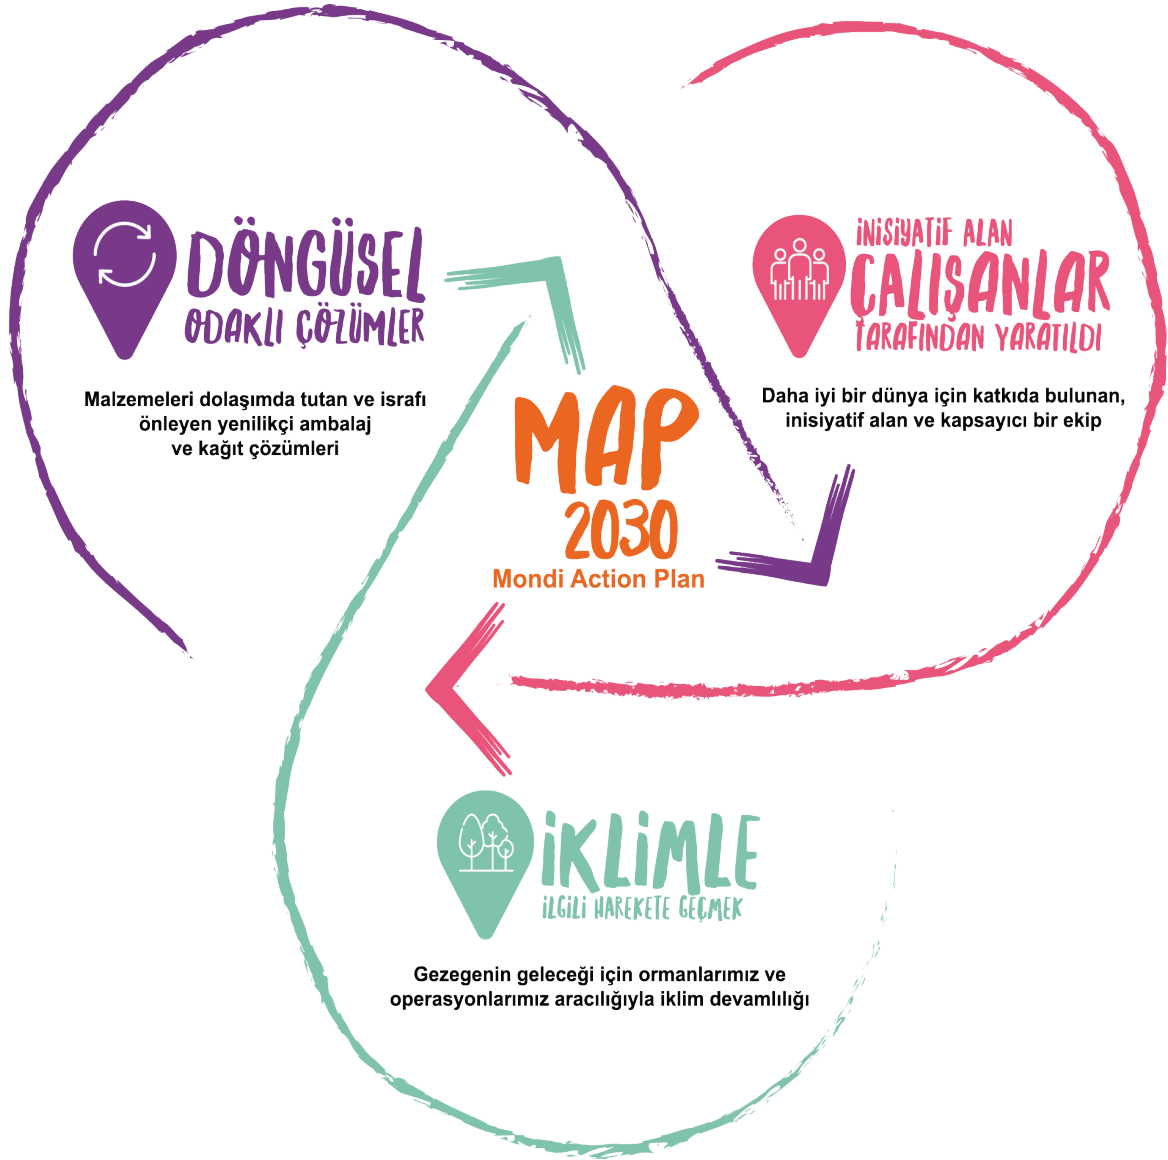 DÖNGÜSEL
ODAKLI ÇÖZÜMLER
Malzemeleri dolaşımda tutan ve israfı
önleyen yenilikçi ambalaj
ve kağıt çözümleri
İNİSİYATİF ALAN
ÇALIŞANLAR
TARAFINDAN YARATILDI
Daha iyi bir dünya için katkıda bulunan,
inisiyatif alan ve kapsayıcı bir ekip
MAP
2030
Mondi Action Plan
İKLİMLE
İLGİLİ HAREKETE GEÇMEK
Gezegenin geleceği için ormanlarımız ve
operasyonlarımız aracılığıyla iklim devamlılığı